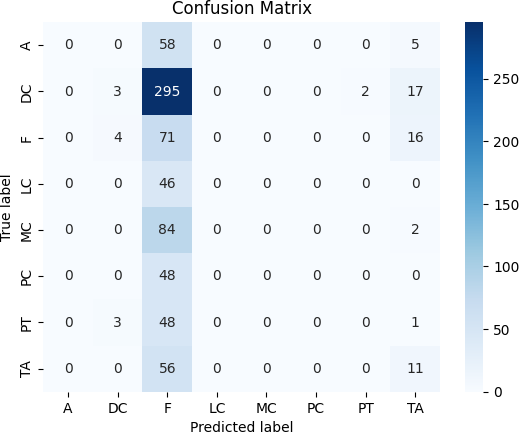 Confusion Matrix
A 0 0 58 0 0 0 0 5
DC 0 3 295 0 0 0 2 17
F 0 4 71 0 0 0 0 16
LC 0 0 46 0 0 0 0 0
MC 0 0 84 0 0 0 0 2
PC 0 0 48 0 0 0 0 0
PT 0 3 48 0 0 0 0 1
TA 0 0 56 0 0 0 0 11
A DC F LC MC PC PT TA
Predicted label
True label
250
200
150
100
50
0